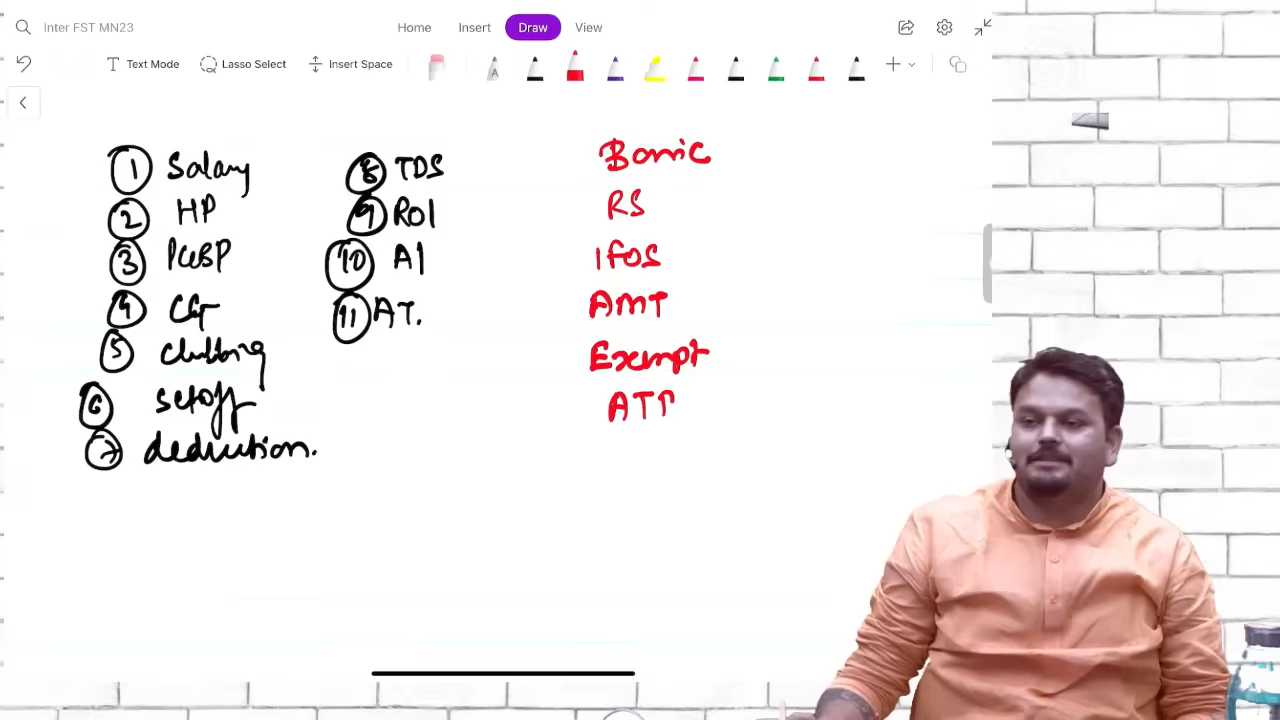 Inter FST MN23
Home Insert Draw View
Text Mode Lasso Select Insert Space
1 Salary
2 HP
3 PGBP
4 CG
5 Clubbing
6 Setoff
7 deduction.
8 TDS
9 ROI
10 AI
11 AT.
Basic
RS
IFOS
AMT
Exempt